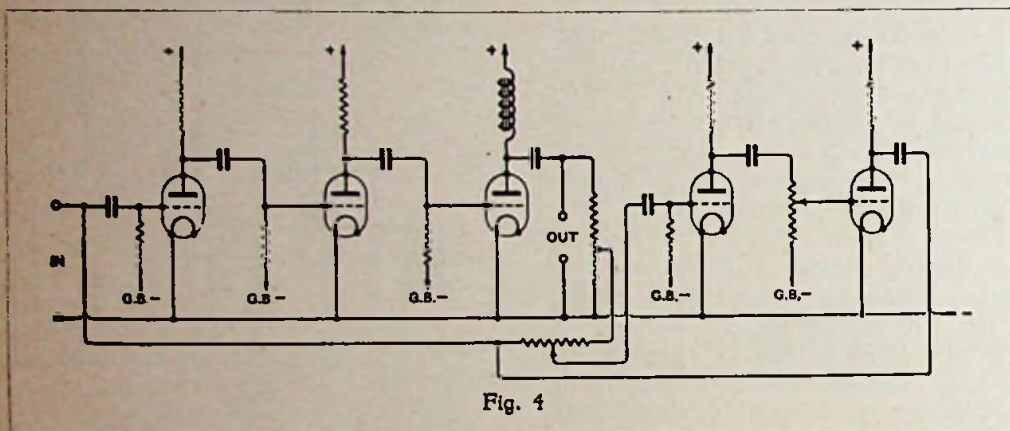 + + + + +
OUT
IN
G.B.- G.B- G.B.- G.B.- G.B.-
Fig. 4